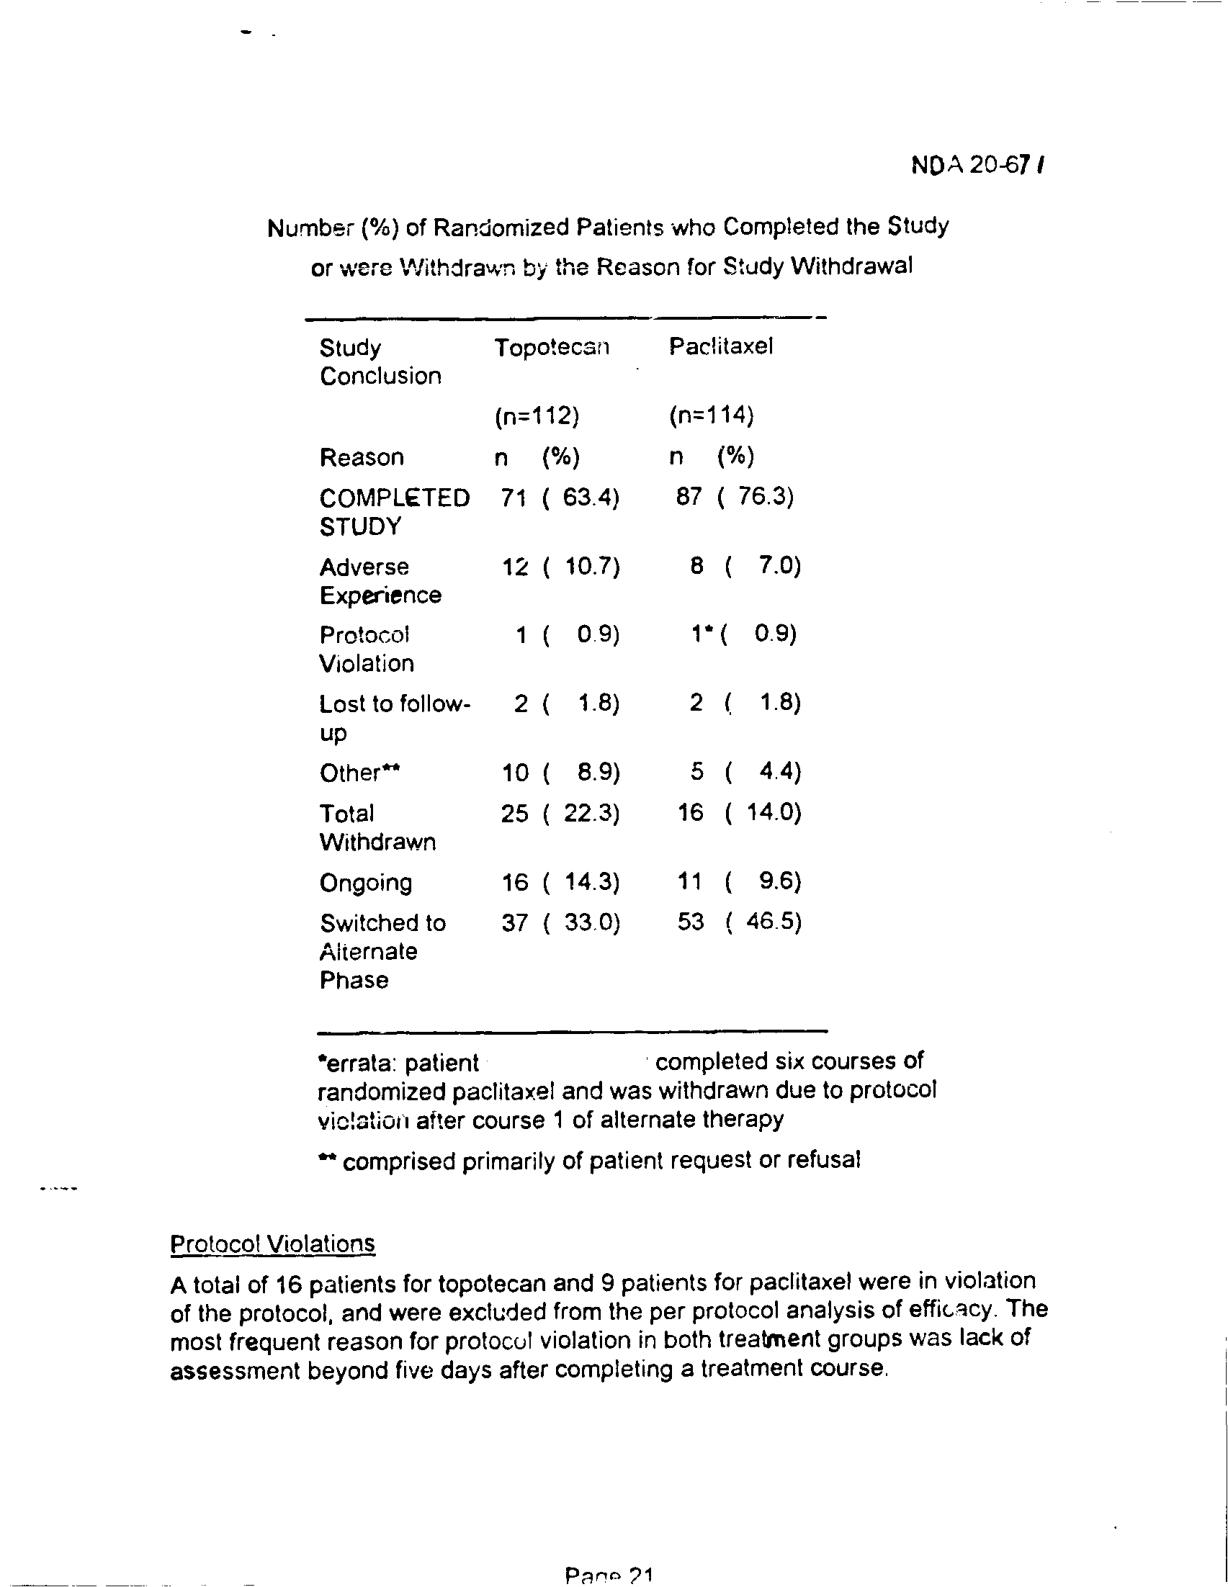 NDA 20-671
Number (%) of Randomized Patients who Completed the Study
or were Withdrawn by the Reason for Study Withdrawal
Study Conclusion Topotecan Paclitaxel
(n=112) (n=114)
Reason n (%) n (%)
COMPLETED STUDY 71 ( 63.4) 87 ( 76.3)
Adverse Experience 12 ( 10.7) 8 ( 7.0)
Protocol Violation 1 ( 0.9) 1* ( 0.9)
Lost to follow-up 2 ( 1.8) 2 ( 1.8)
Other** 10 ( 8.9) 5 ( 4.4)
Total Withdrawn 25 ( 22.3) 16 ( 14.0)
Ongoing 16 ( 14.3) 11 ( 9.6)
Switched to Alternate Phase 37 ( 33.0) 53 ( 46.5)
*errata: patient completed six courses of
randomized paclitaxel and was withdrawn due to protocol
violation after course 1 of alternate therapy
** comprised primarily of patient request or refusal
Protocol Violations
A total of 16 patients for topotecan and 9 patients for paclitaxel were in violation
of the protocol, and were excluded from the per protocol analysis of efficacy. The
most frequent reason for protocol violation in both treatment groups was lack of
assessment beyond five days after completing a treatment course.
Page 21